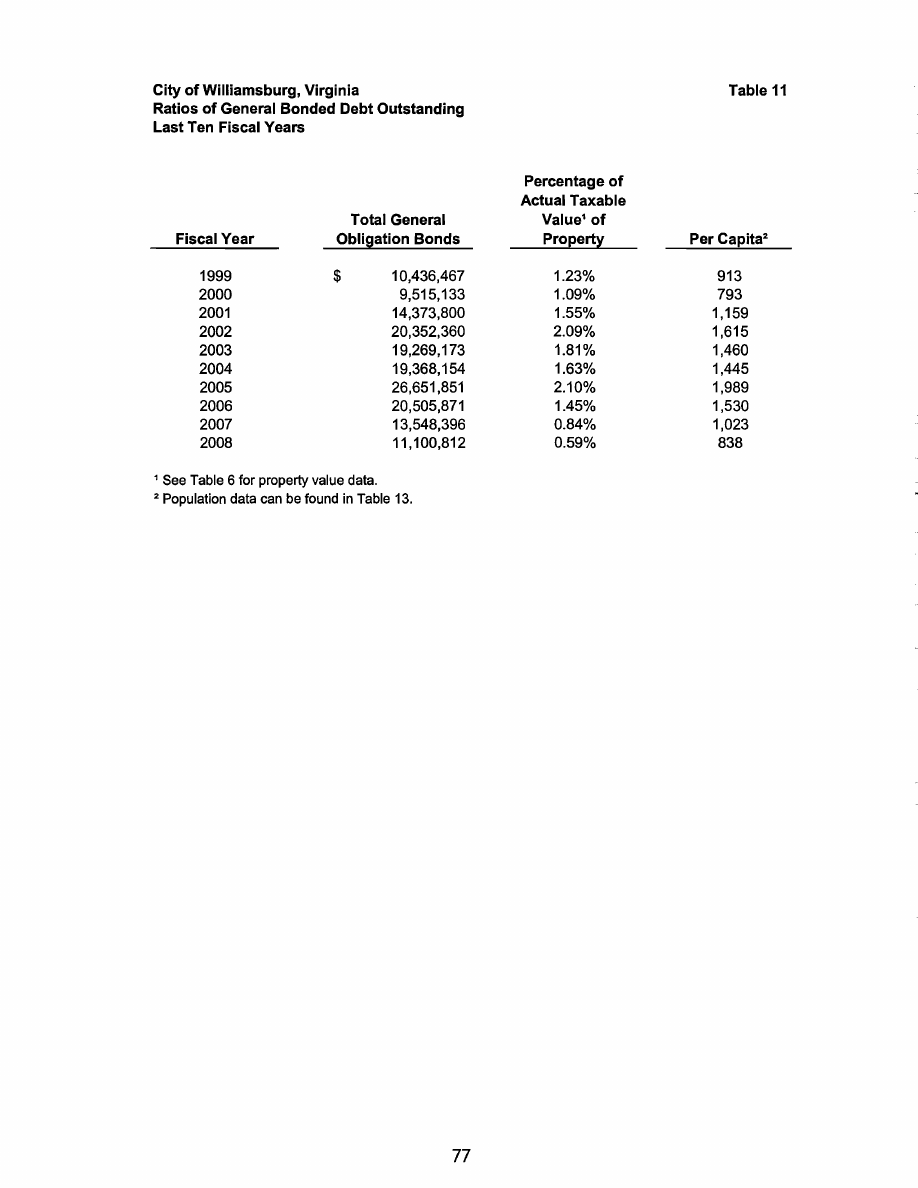 City of Williamsburg, Virginia Table 11
Ratios of General Bonded Debt Outstanding
Last Ten Fiscal Years
Percentage of
Actual Taxable
Total General Value¹ of
Fiscal Year Obligation Bonds Property Per Capita²
1999 $ 10,436,467 1.23% 913
2000 9,515,133 1.09% 793
2001 14,373,800 1.55% 1,159
2002 20,352,360 2.09% 1,615
2003 19,269,173 1.81% 1,460
2004 19,368,154 1.63% 1,445
2005 26,651,851 2.10% 1,989
2006 20,505,871 1.45% 1,530
2007 13,548,396 0.84% 1,023
2008 11,100,812 0.59% 838
¹ See Table 6 for property value data.
² Population data can be found in Table 13.
77